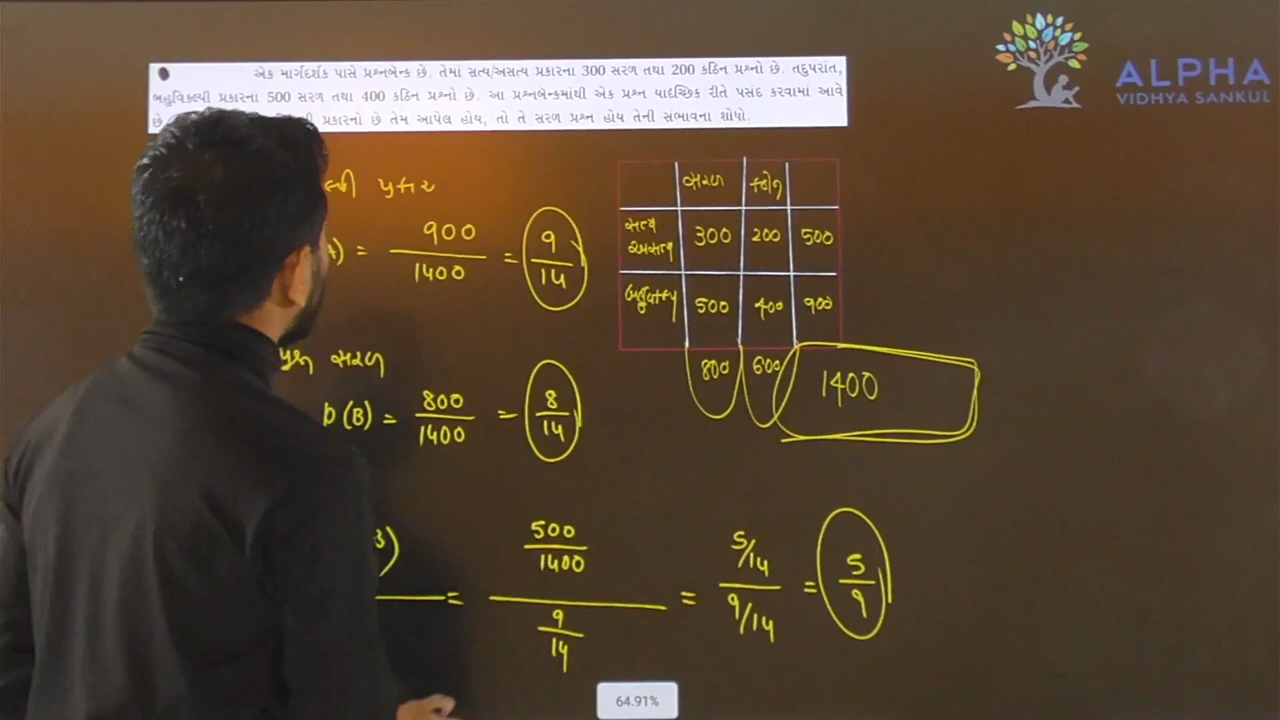 ALPHA
VIDHYA SANKUL
એક માર્ગદર્શક પાસે પ્રશ્નબેન્ક છે. તેમાં સત્ય/અસત્ય પ્રકારના 300 સરળ તથા 200 કઠિન પ્રશ્નો છે. તદુપરાંત,
બહુવિકલ્પી પ્રકારના 500 સરળ તથા 400 કઠિન પ્રશ્નો છે. આ પ્રશ્નબેન્કમાંથી એક પ્રશ્ન યાદચ્છિક રીતે પસંદ કરવામાં આવે
છે પ્રકારનો છે તેમ આપેલ હોય, તો તે સરળ પ્રશ્ન હોય તેની સંભાવના શોધો.
પ્રકાર
) = 900/1400 = 9/14
સરળ કઠિન
સત્ય અસત્ય 300 200 500
500 400 900
800 600 1400
સરળ
P(B) = 800/1400 = 8/14
B) = 500/1400 / 9/14 = 5/14 / 9/14 = 5/9
64.91%